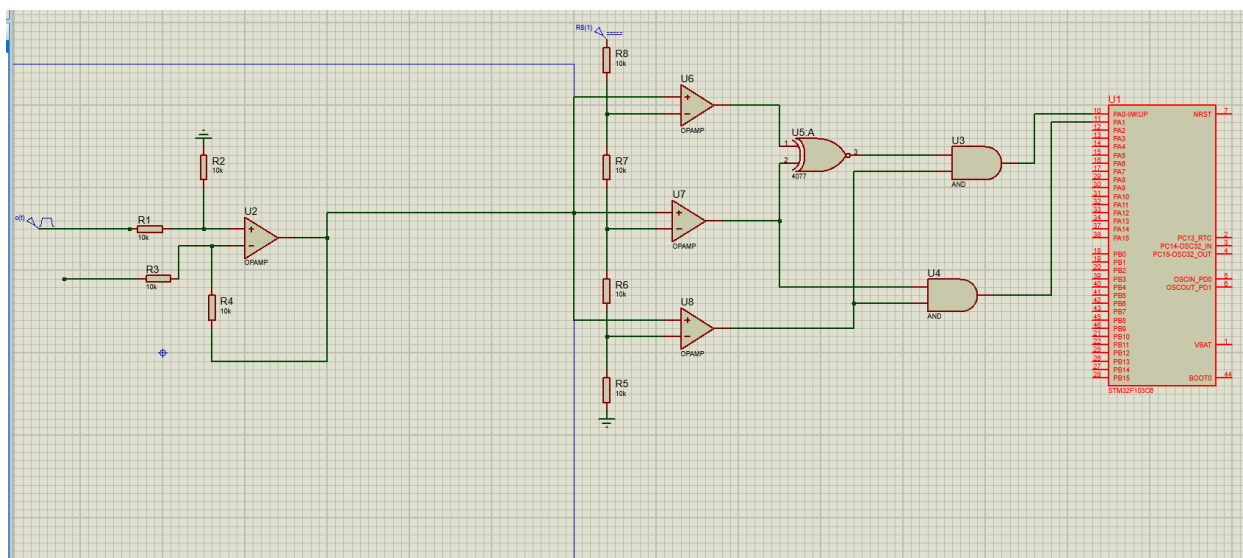 R8(1)
R8
10k
U6
OPAMP
U1
10
PA0-WKUP
NRST
7
11
PA1
12
PA2
13
PA3
14
PA4
15
PA5
16
PA6
17
PA7
29
PA8
30
PA9
31
PA10
32
PA11
33
PA12
34
PA13
37
PA14
38
PA15
PC13_RTC
2
PC14-OSC32_IN
3
PC15-OSC32_OUT
4
18
PB0
19
PB1
20
PB2
39
PB3
40
PB4
41
PB5
42
PB6
43
PB7
45
PB8
46
PB9
21
PB10
22
PB11
25
PB12
26
PB13
27
PB14
28
PB15
OSCIN_PD0
5
OSCOUT_PD1
6
VBAT
1
BOOT0
44
STM32F103C6
U5:A
1
2
3
4077
U3
AND
R2
10k
R7
10k
U7
OPAMP
c(t)
R1
10k
U2
OPAMP
R3
10k
R4
10k
R6
10k
U4
AND
U8
OPAMP
R5
10k